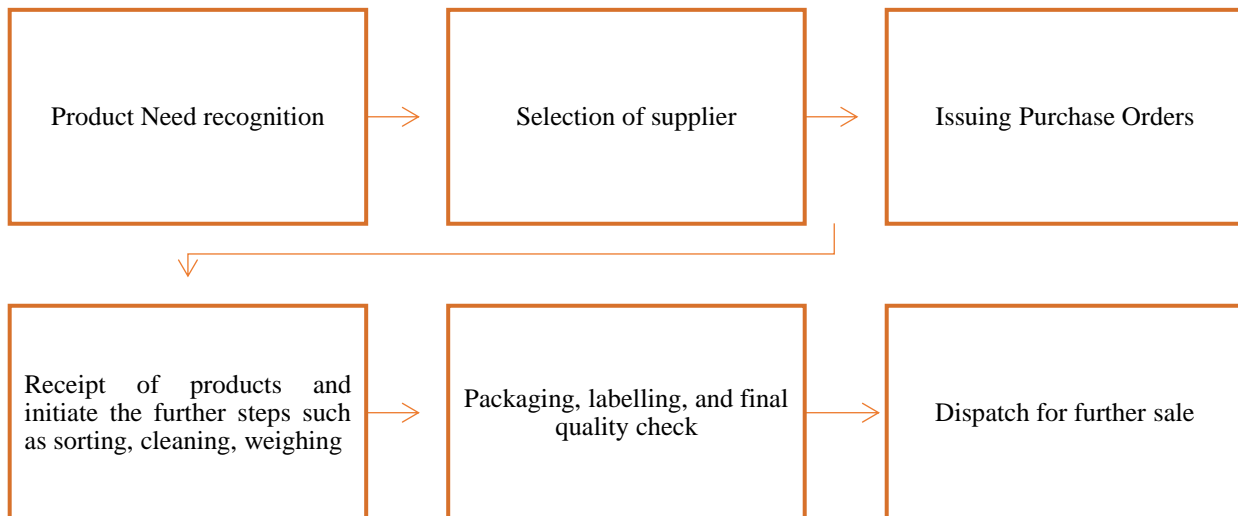 Product Need recognition
Selection of supplier
Issuing Purchase Orders
Receipt of products and
initiate the further steps such
as sorting, cleaning, weighing
Packaging, labelling, and final
quality check
Dispatch for further sale